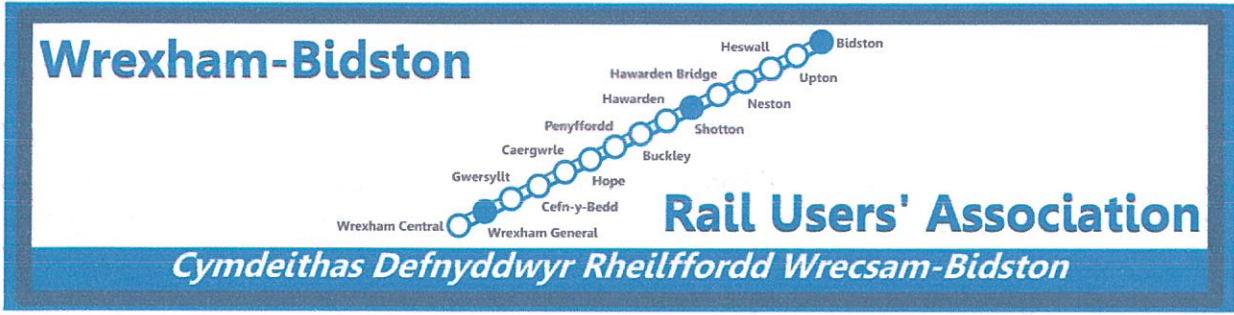 Wrexham-Bidston
Heswall
Bidston
Hawarden Bridge
Upton
Hawarden
Neston
Penyffordd
Shotton
Caergwrle
Buckley
Gwersyllt
Hope
Cefn-y-Bedd
Wrexham Central
Wrexham General
Rail Users' Association
Cymdeithas Defnyddwyr Rheilffordd Wrecsam-Bidston